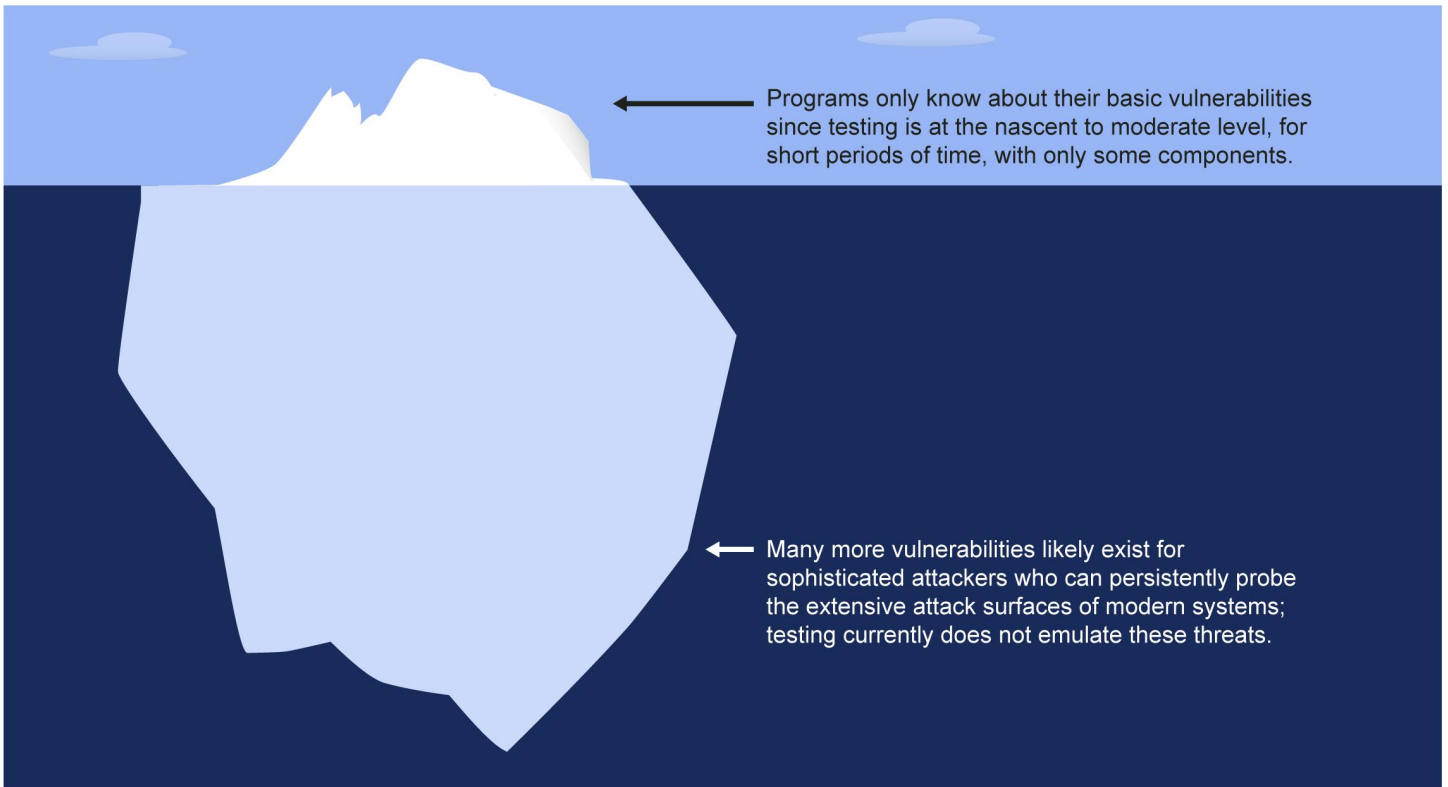 Programs only know about their basic vulnerabilities
since testing is at the nascent to moderate level, for
short periods of time, with only some components.
Many more vulnerabilities likely exist for
sophisticated attackers who can persistently probe
the extensive attack surfaces of modern systems;
testing currently does not emulate these threats.